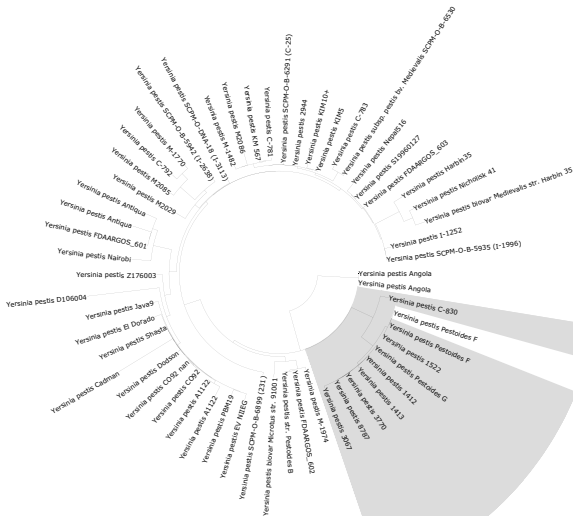 Yersinia pestis Angola
Yersinia pestis Angola
Yersinia pestis C-830
Yersinia pestis Pestoides F
Yersinia pestis Pestoides F
Yersinia pestis 1522
Yersinia pestis Pestoides G
Yersinia pestis 1412
Yersinia pestis 1413
Yersinia pestis 3770
Yersinia pestis 8787
Yersinia pestis 3067
Yersinia pestis M-1974
Yersinia pestis FDAARGOS_602
Yersinia pestis str. Pestoides B
Yersinia pestis biovar Microtus str. 91001
Yersinia pestis SCPM-O-B-6899 (231)
Yersinia pestis EV NIIEG
Yersinia pestis PBM19
Yersinia pestis A1122
Yersinia pestis A1122
Yersinia pestis CO92
Yersinia pestis CO92 nan
Yersinia pestis Dodson
Yersinia pestis Cadman
Yersinia pestis Shasta
Yersinia pestis El Dorado
Yersinia pestis Java9
Yersinia pestis D106004
Yersinia pestis Z176003
Yersinia pestis Nairobi
Yersinia pestis FDAARGOS_601
Yersinia pestis Antiqua
Yersinia pestis Antiqua
Yersinia pestis M2029
Yersinia pestis M2085
Yersinia pestis C-792
Yersinia pestis M-1770
Yersinia pestis SCPM-O-B-5942 (I-2638)
Yersinia pestis SCPM-O-DNA-18 (I-3113)
Yersinia pestis M-1482
Yersinia pestis M2086
Yersinia pestis KM 567
Yersinia pestis C-781
Yersinia pestis SCPM-O-B-6291 (C-25)
Yersinia pestis 2944
Yersinia pestis KIM10+
Yersinia pestis KIM5
Yersinia pestis C-783
Yersinia pestis subsp. pestis bv. Medievalis SCPM-O-B-6530
Yersinia pestis Nepal516
Yersinia pestis S19960127
Yersinia pestis FDAARGOS_603
Yersinia pestis Harbin35
Yersinia pestis Nicholisk 41
Yersinia pestis biovar Medievalis str. Harbin 35
Yersinia pestis I-1252
Yersinia pestis SCPM-O-B-5935 (I-1996)